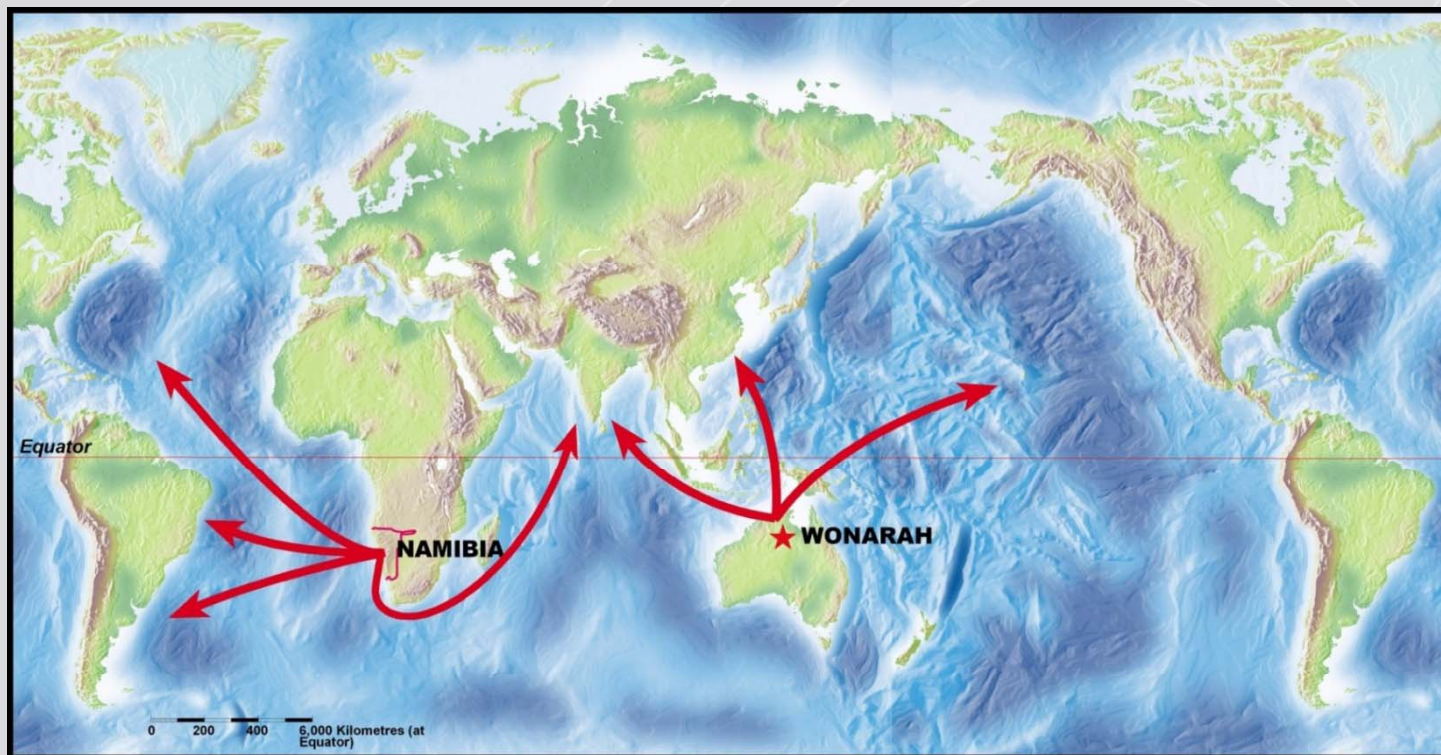 Equator
NAMIBIA
WONARAH
0 200 400 6,000 Kilometres (at
Equator)